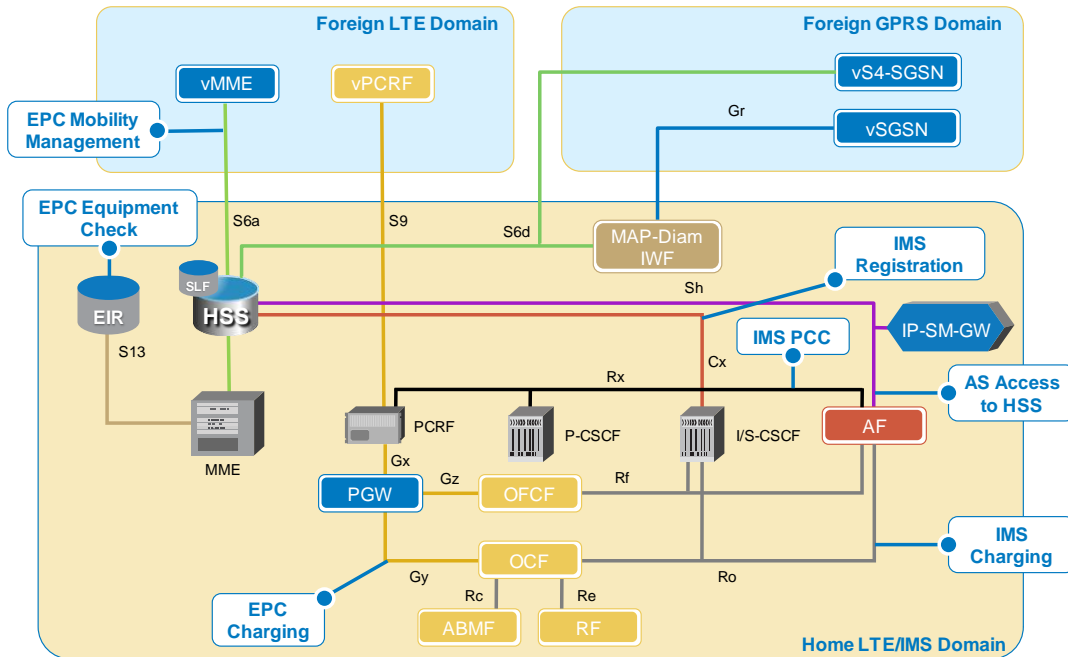 Foreign LTE Domain
Foreign GPRS Domain
vMME
vPCRF
vS4-SGSN
EPC Mobility
Management
Gr
vSGSN
EPC Equipment
Check
S6a
S9
S6d
MAP-Diam
IWF
IMS
Registration
SLF
Sh
EIR
HSS
IP-SM-GW
IMS PCC
S13
Cx
Rx
AS Access
to HSS
PCRF
P-CSCF
I/S-CSCF
AF
MME
Gx
Gz
Rf
PGW
OFCF
IMS
Charging
OCF
Gy
Ro
Rc
Re
EPC
Charging
ABMF
RF
Home LTE/IMS Domain